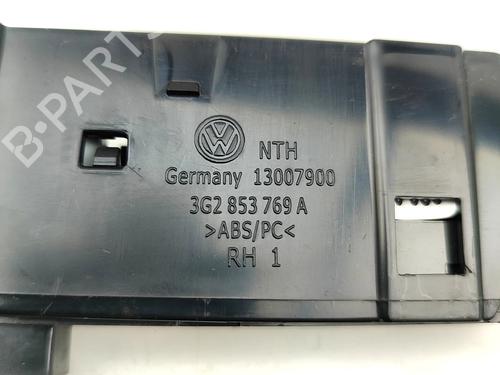 B-PARTS
NTH
Germany 13007900
3G2 853 769 A
>ABS/PC<
RH 1